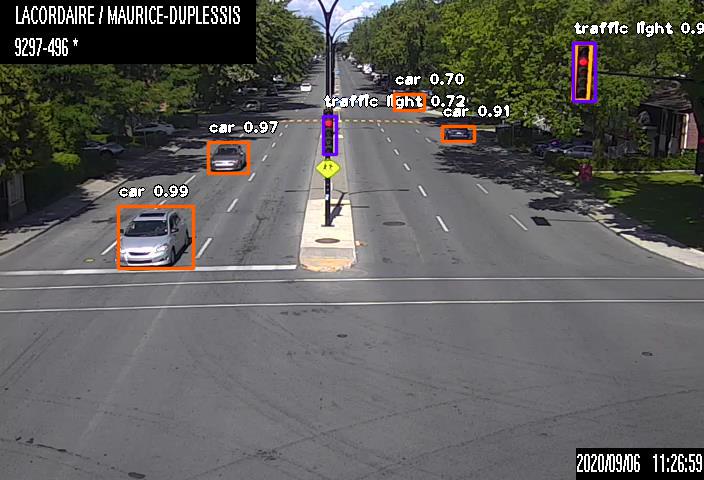 LACORDAIRE / MAURICE-DUPLESSIS
9297-496 *
traffic light 0.9
car 0.70
traffic light 0.72
car 0.91
car 0.97
car 0.99
2020/09/06 11:26:59